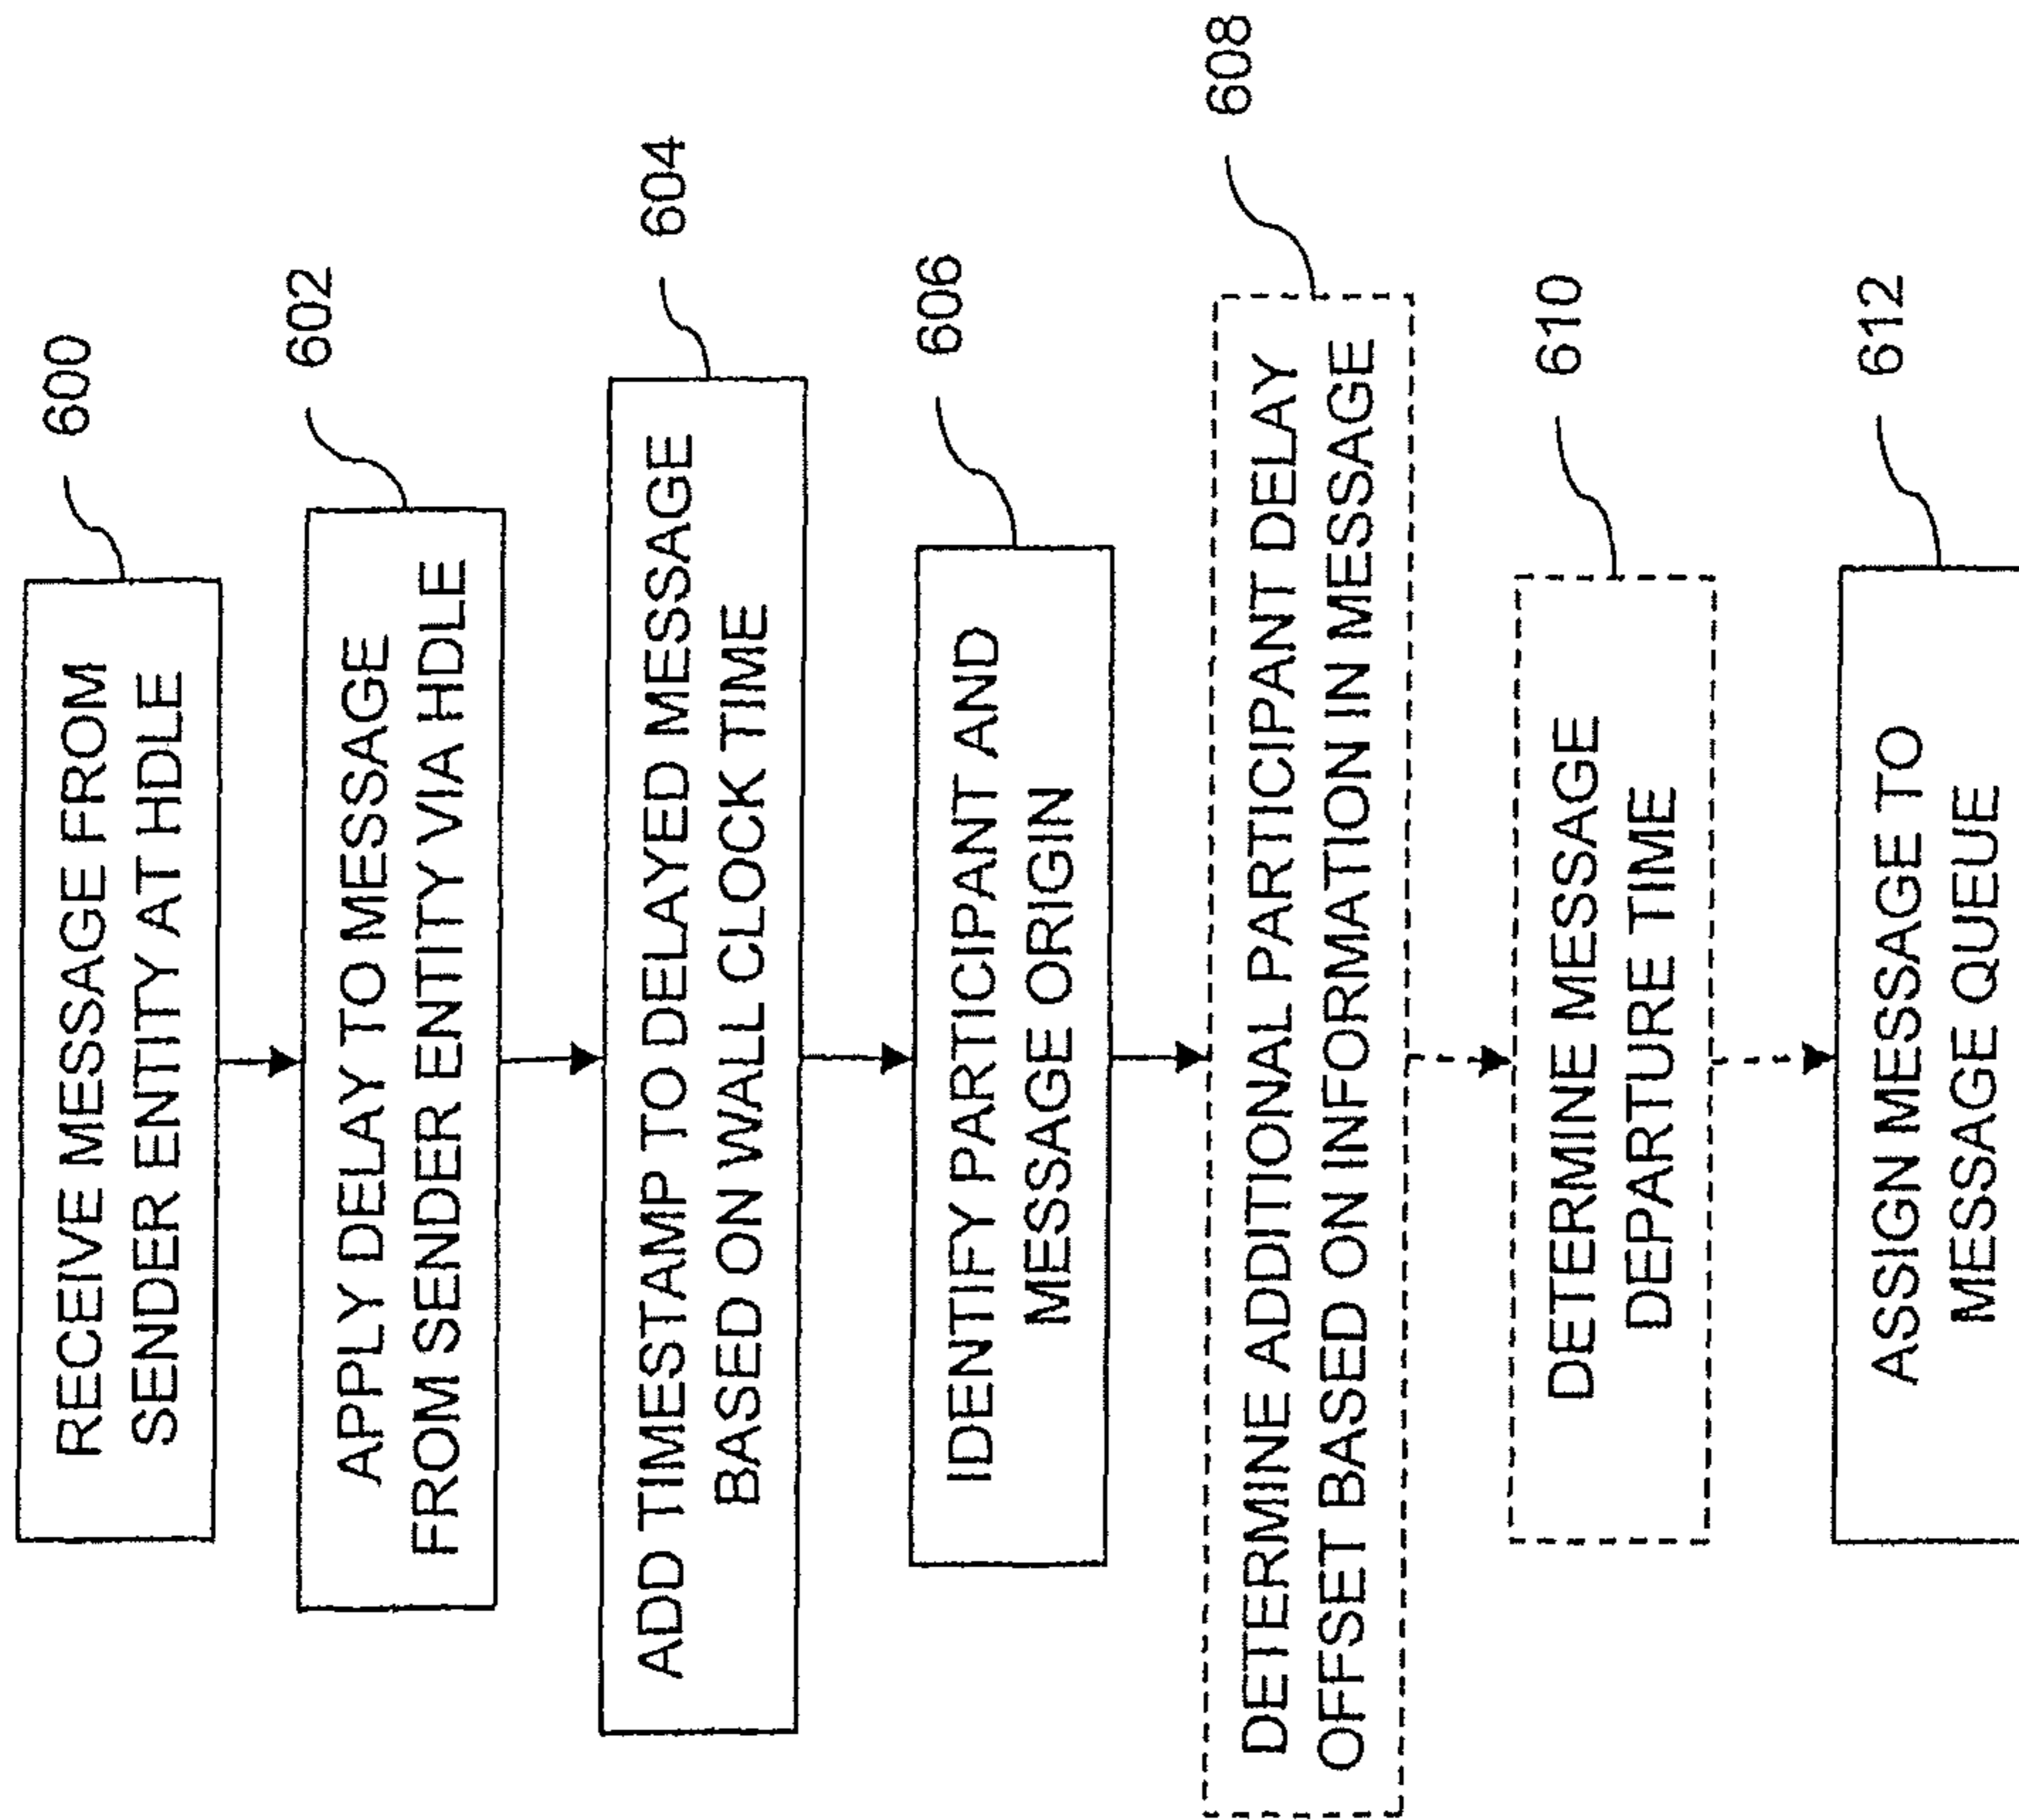 600
RECEIVE MESSAGE FROM
SENDER ENTITY AT HDLE
602
APPLY DELAY TO MESSAGE
FROM SENDER ENTITY VIA HDLE
604
ADD TIMESTAMP TO DELAYED MESSAGE
BASED ON WALL CLOCK TIME
606
IDENTIFY PARTICIPANT AND
MESSAGE ORIGIN
608
DETERMINE ADDITIONAL PARTICIPANT DELAY
OFFSET BASED ON INFORMATION IN MESSAGE
610
DETERMINE MESSAGE
DEPARTURE TIME
612
ASSIGN MESSAGE TO
MESSAGE QUEUE